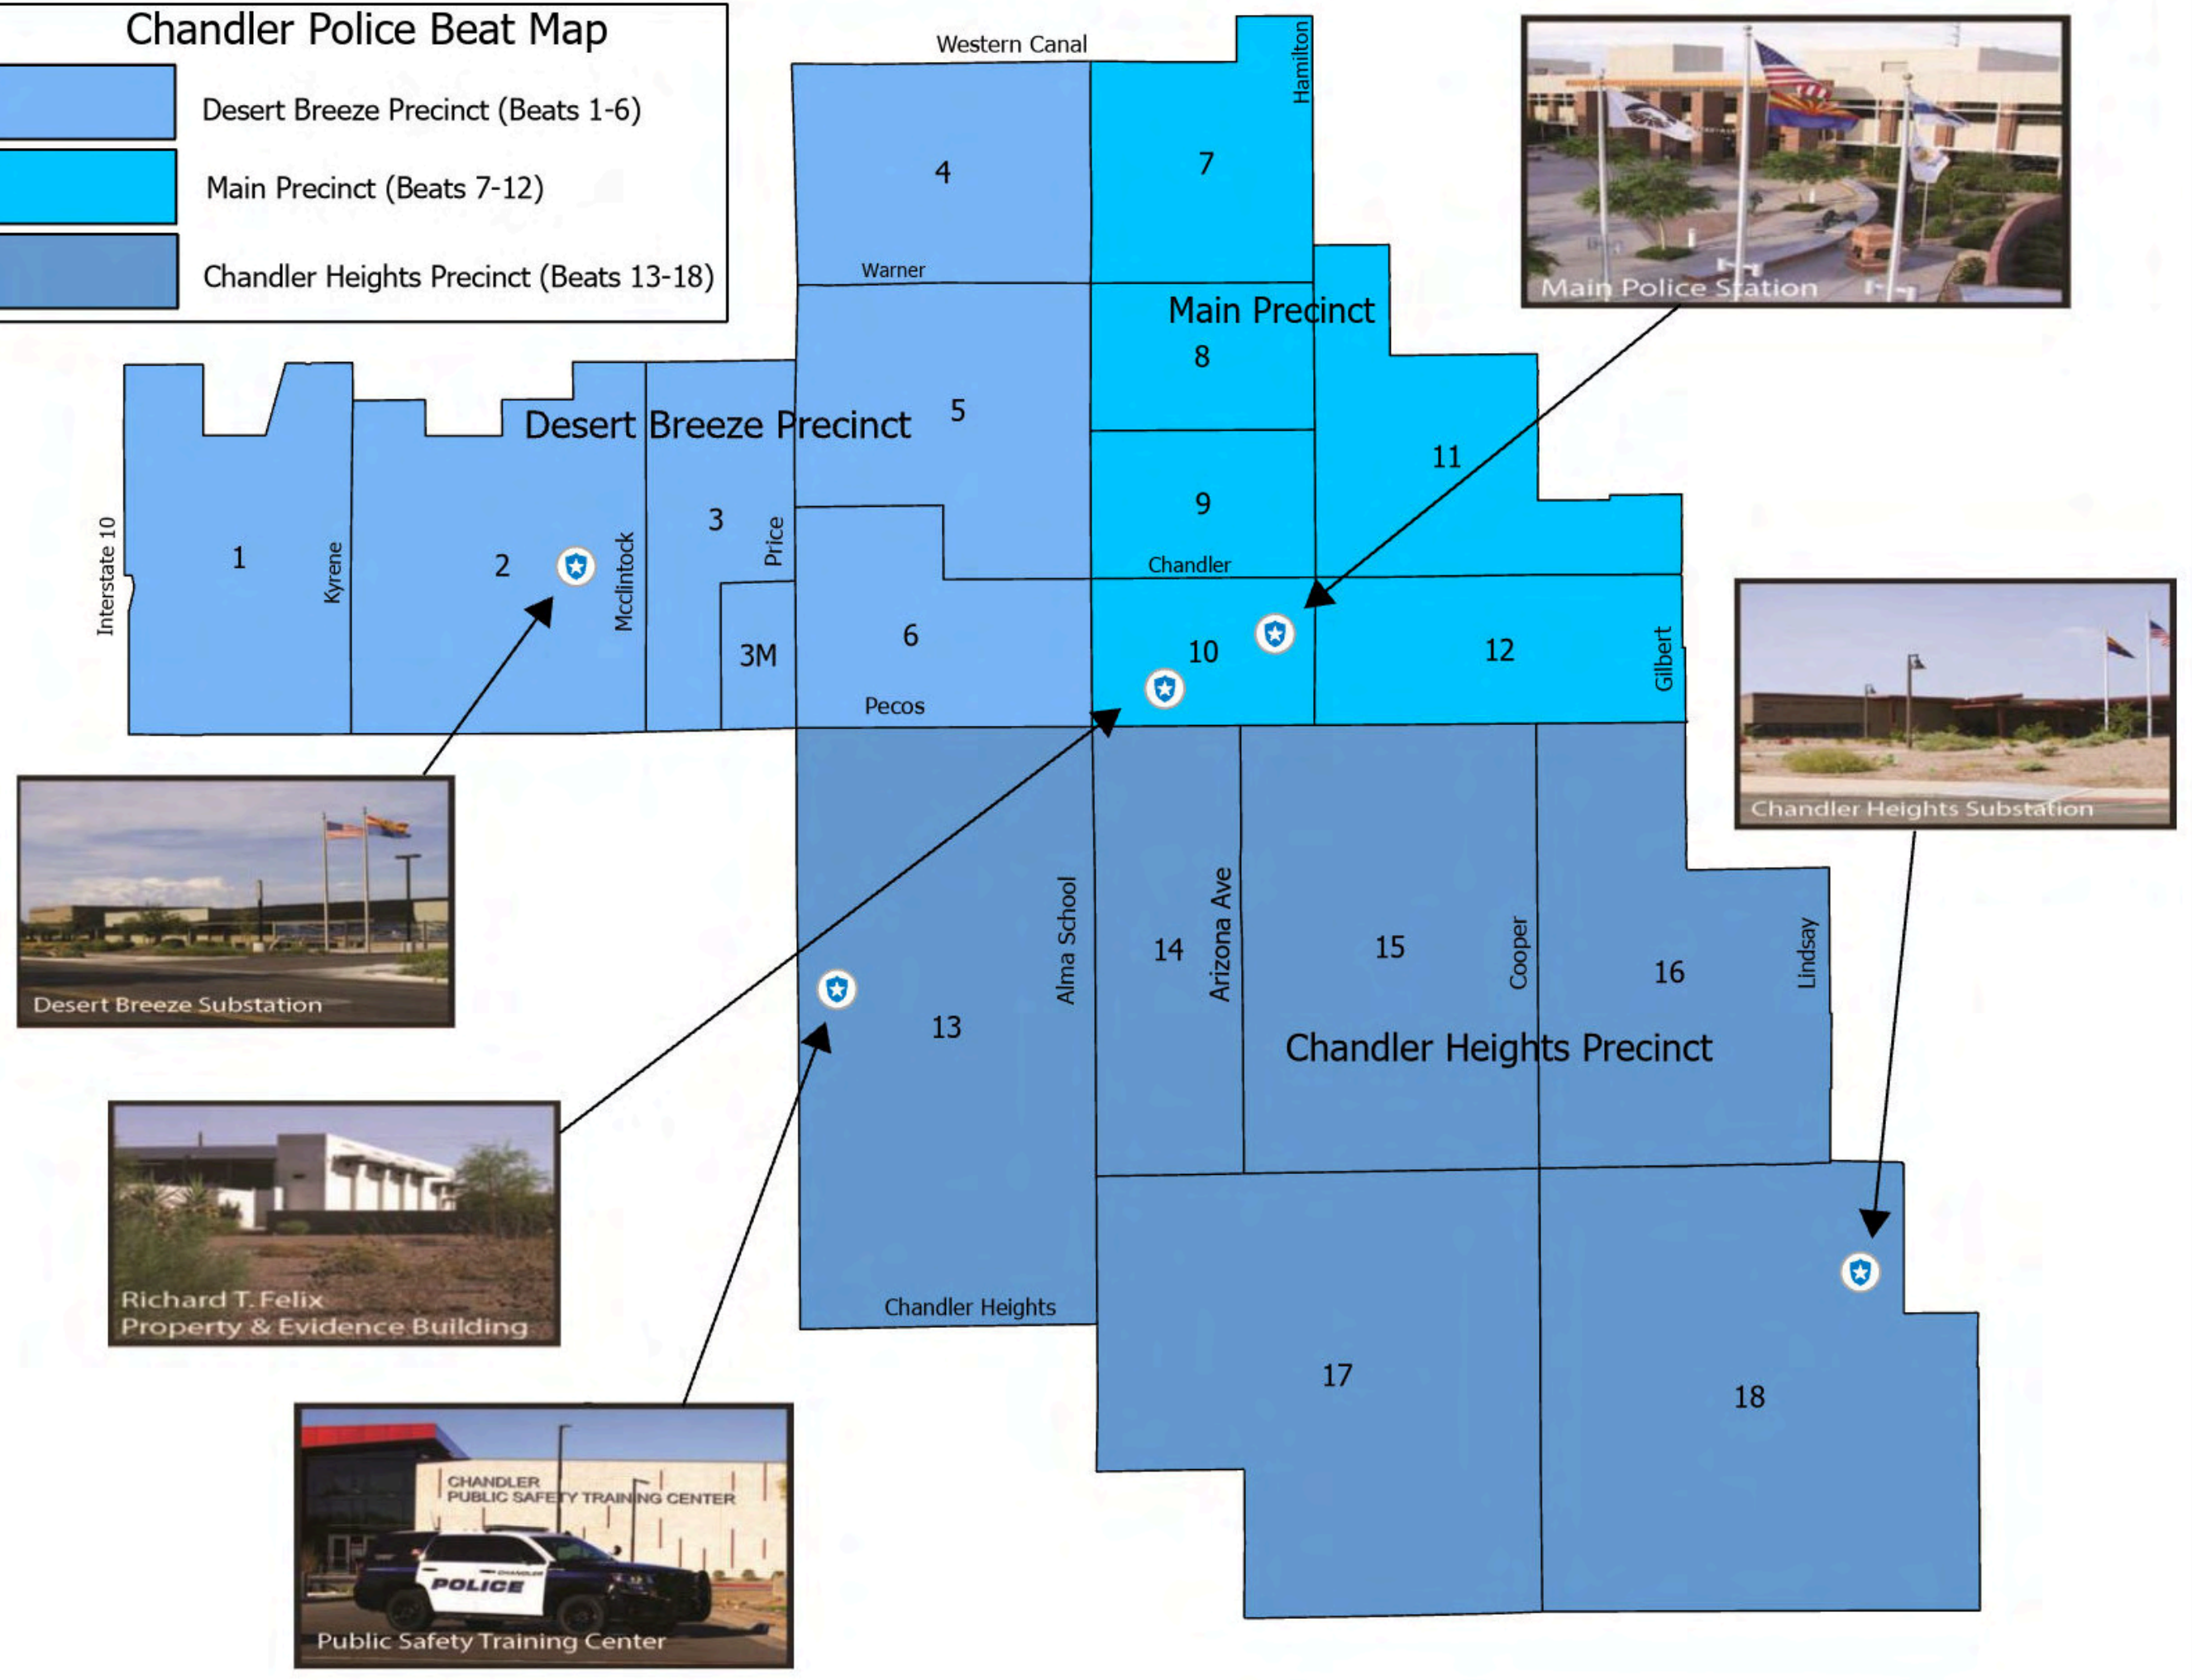 Chandler Police Beat Map
Desert Breeze Precinct (Beats 1-6)
Main Precinct (Beats 7-12)
Chandler Heights Precinct (Beats 13-18)
Western Canal
Hamilton
4
7
Warner
Main Precinct
8
Main Police Station
Desert Breeze Precinct
5
11
9
3
Price
Interstate 10
1
Kyrene
2
Mcclintock
Chandler
3M
6
10
12
Gilbert
Pecos
Chandler Heights Substation
Desert Breeze Substation
Alma School
14
Arizona Ave
15
Cooper
16
Lindsay
13
Chandler Heights Precinct
Richard T. Felix
Property & Evidence Building
Chandler Heights
17
18
CHANDLER
PUBLIC SAFETY TRAINING CENTER
CHANDLER
POLICE
Public Safety Training Center